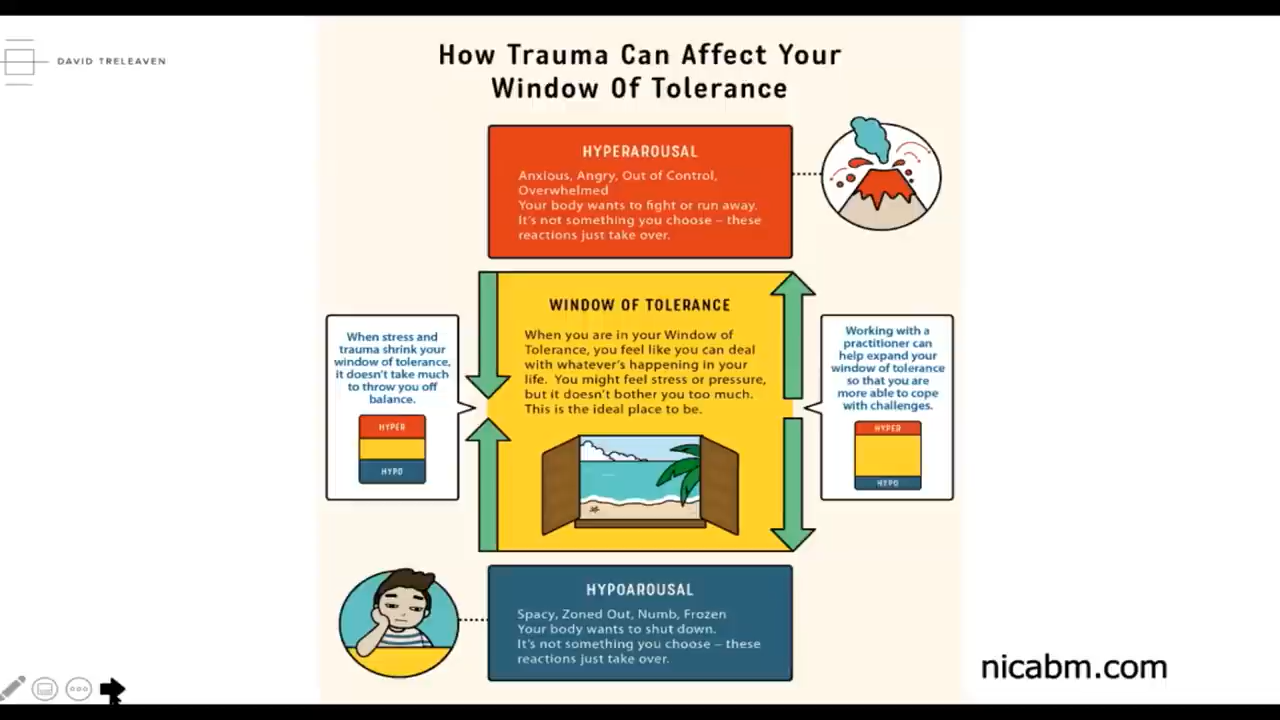 DAVID TRELEAVEN
How Trauma Can Affect Your
Window Of Tolerance
HYPERAROUSAL
Anxious, Angry, Out of Control,
Overwhelmed
Your body wants to fight or run away.
It's not something you choose – these
reactions just take over.
When stress and
trauma shrink your
window of tolerance,
it doesn't take much
to throw you off
balance.
HYPER
HYPO
WINDOW OF TOLERANCE
When you are in your Window of
Tolerance, you feel like you can deal
with whatever's happening in your
life. You might feel stress or pressure,
but it doesn't bother you too much.
This is the ideal place to be.
Working with a
practitioner can
help expand your
window of tolerance
so that you are
more able to cope
with challenges.
HYPER
HYPO
HYPOAROUSAL
Spacy, Zoned Out, Numb, Frozen
Your body wants to shut down.
It's not something you choose – these
reactions just take over.
nicabm.com